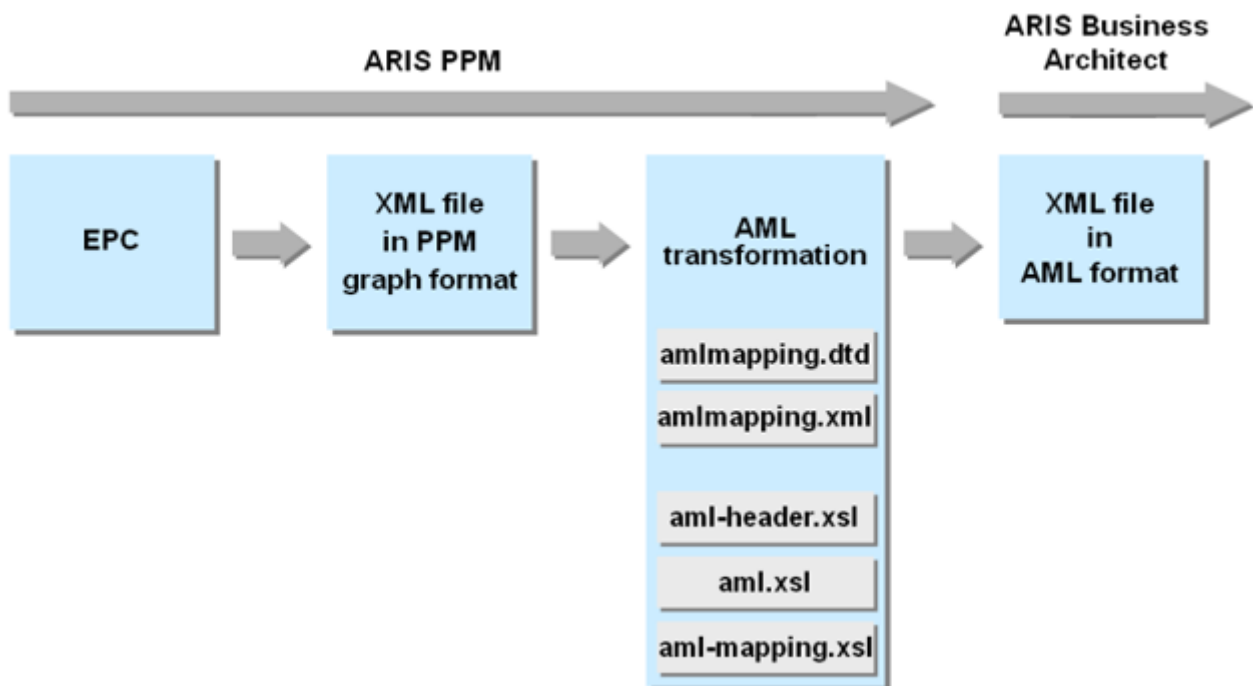 ARIS PPM
ARIS Business
Architect
EPC
XML file
in PPM
graph format
AML
transformation
amlmapping.dtd
amlmapping.xml
aml-header.xsl
aml.xsl
aml-mapping.xsl
XML file
in
AML format